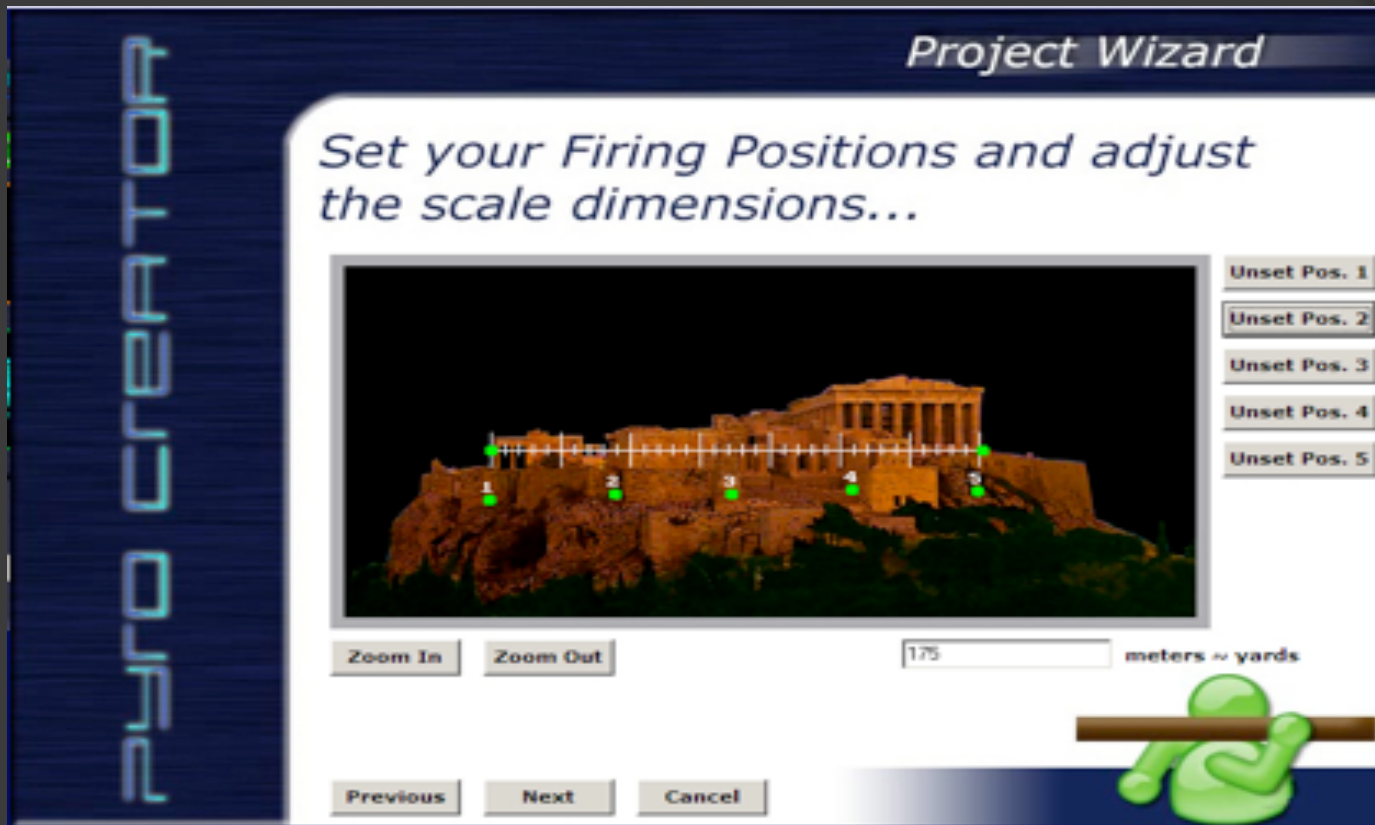 Project Wizard
PYRO CREATOR
Set your Firing Positions and adjust
the scale dimensions...
Unset Pos. 1
Unset Pos. 2
Unset Pos. 3
Unset Pos. 4
Unset Pos. 5
1 2 3 4 5
Zoom In Zoom Out 175 meters ~ yards
Previous Next Cancel